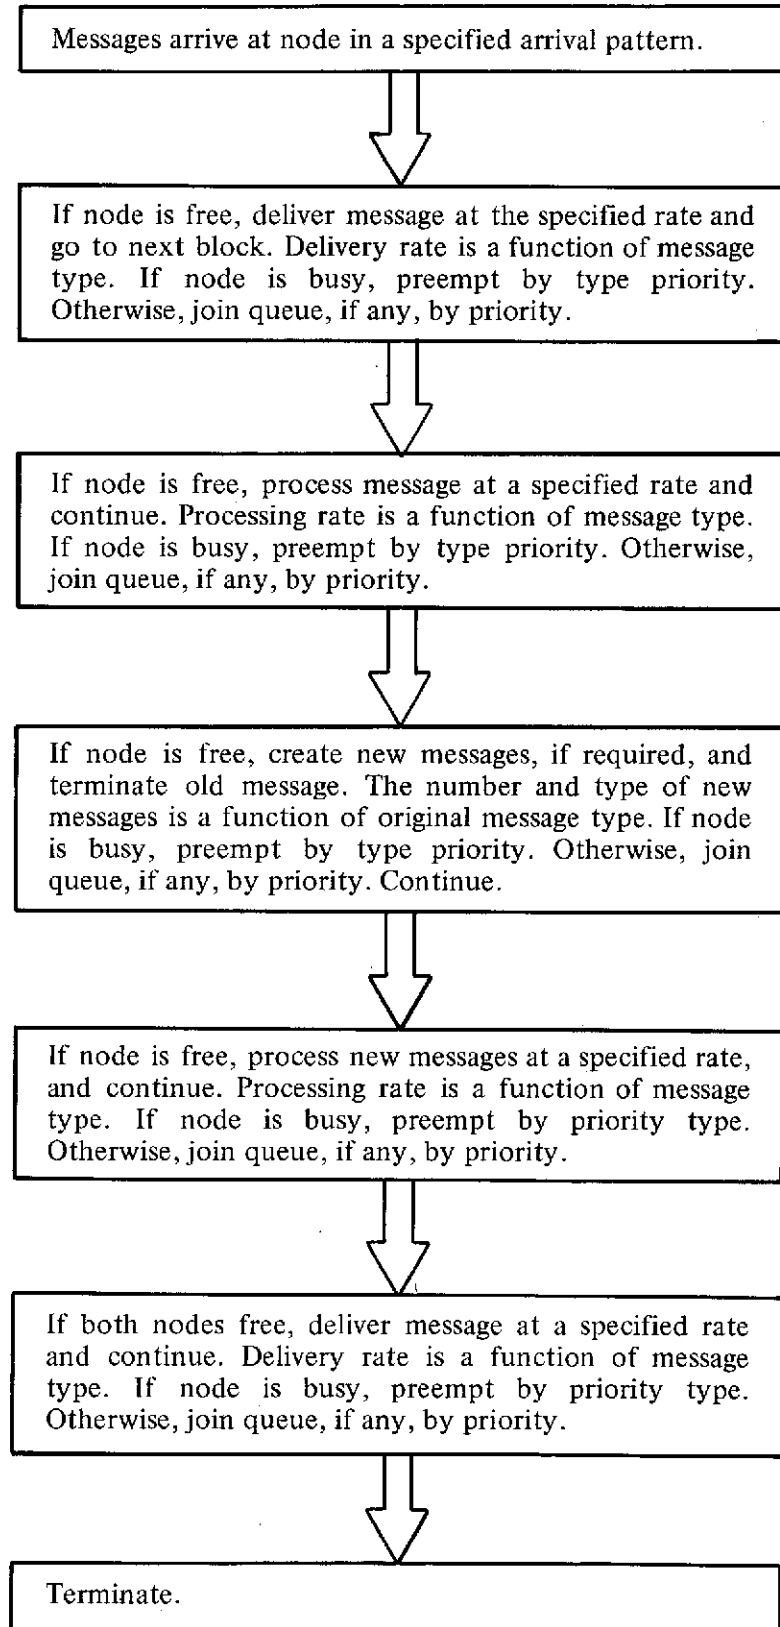 Messages arrive at node in a specified arrival pattern.
If node is free, deliver message at the specified rate and
go to next block. Delivery rate is a function of message
type. If node is busy, preempt by type priority.
Otherwise, join queue, if any, by priority.
If node is free, process message at a specified rate and
continue. Processing rate is a function of message type.
If node is busy, preempt by type priority. Otherwise,
join queue, if any, by priority.
If node is free, create new messages, if required, and
terminate old message. The number and type of new
messages is a function of original message type. If node
is busy, preempt by type priority. Otherwise, join
queue, if any, by priority. Continue.
If node is free, process new messages at a specified rate,
and continue. Processing rate is a function of message
type. If node is busy, preempt by priority type.
Otherwise, join queue, if any, by priority.
If both nodes free, deliver message at a specified rate
and continue. Delivery rate is a function of message
type. If node is busy, preempt by priority type.
Otherwise, join queue, if any, by priority.
Terminate.